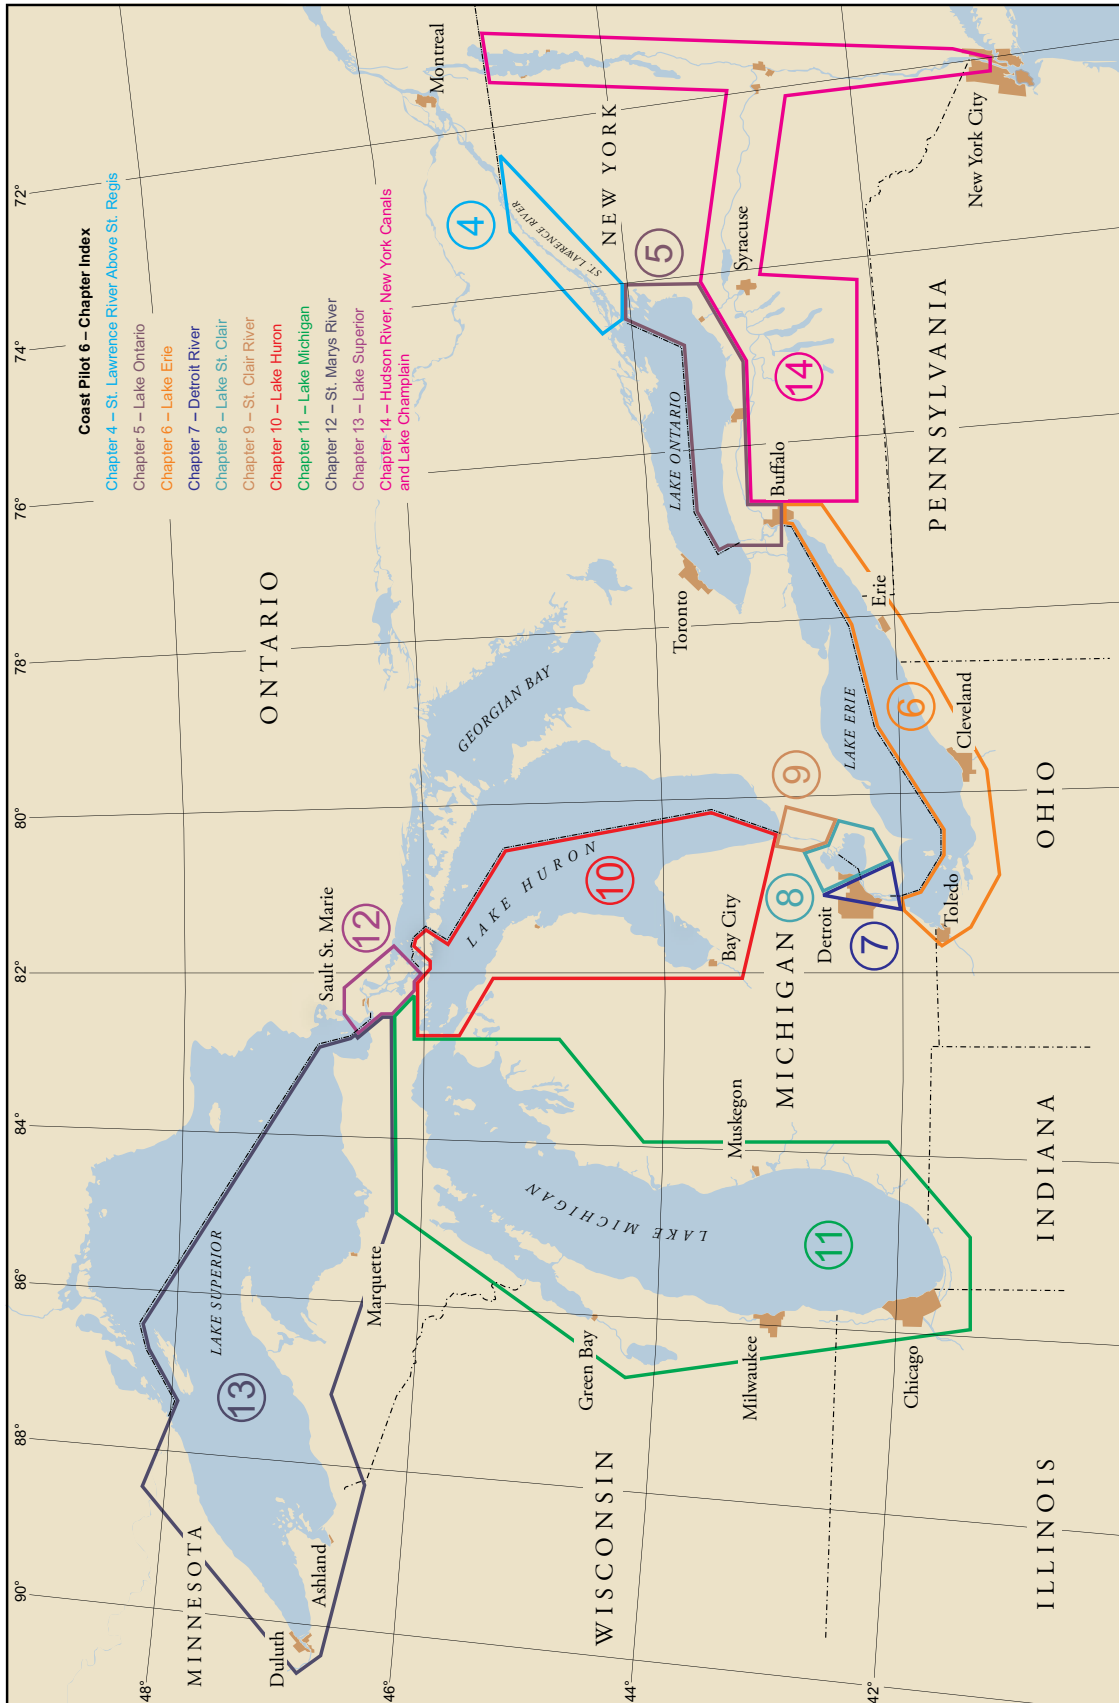 Coast Pilot 6 – Chapter Index
Chapter 4 – St. Lawrence River Above St. Regis
Chapter 5 – Lake Ontario
Chapter 6 – Lake Erie
Chapter 7 – Detroit River
Chapter 8 – Lake St. Clair
Chapter 9 – St. Clair River
Chapter 10 – Lake Huron
Chapter 11 – Lake Michigan
Chapter 12 – St. Marys River
Chapter 13 – Lake Superior
Chapter 14 – Hudson River, New York Canals
and Lake Champlain
90°
88°
86°
84°
82°
80°
78°
76°
74°
72°
48°
46°
44°
42°
MINNESOTA
Duluth
Ashland
13
LAKE SUPERIOR
Marquette
Sault St. Marie
12
ONTARIO
GEORGIAN BAY
LAKE HURON
10
Bay City
WISCONSIN
Green Bay
LAKE MICHIGAN
Milwaukee
11
Chicago
Muskegon
MICHIGAN
Detroit
7
8
9
Toledo
LAKE ERIE
6
Cleveland
Erie
Toronto
LAKE ONTARIO
Buffalo
14
Syracuse
5
ST. LAWRENCE RIVER
4
Montreal
NEW YORK
New York City
PENNSYLVANIA
OHIO
INDIANA
ILLINOIS